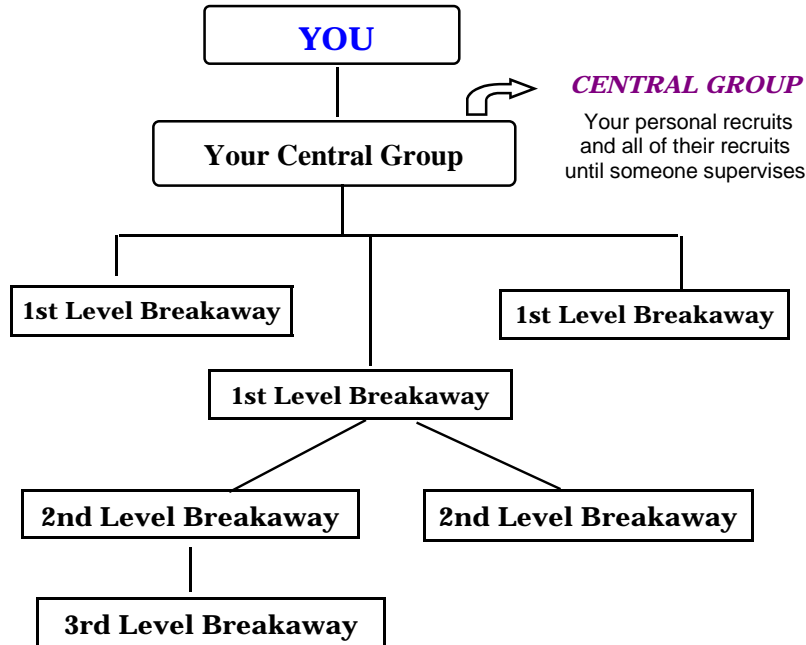 YOU
CENTRAL GROUP
Your personal recruits
and all of their recruits
until someone supervises
Your Central Group
1st Level Breakaway
1st Level Breakaway
1st Level Breakaway
2nd Level Breakaway
2nd Level Breakaway
3rd Level Breakaway